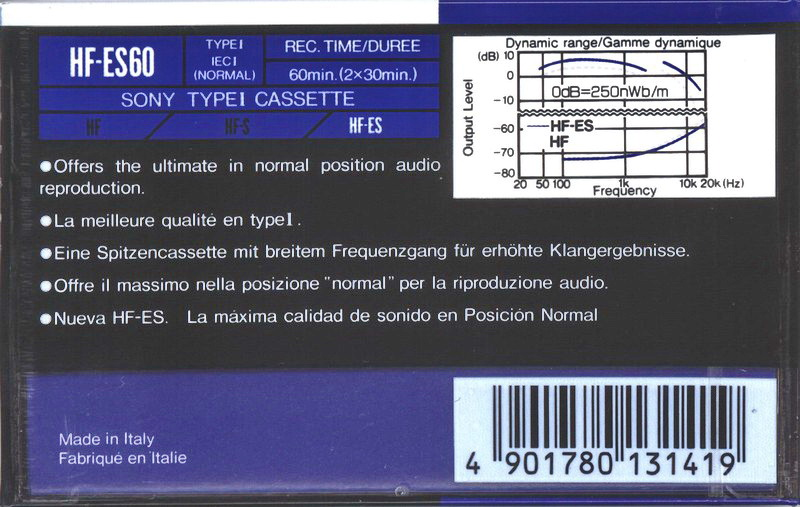 HF-ES60
TYPE I
IEC I
(NORMAL)
REC. TIME/DUREE
60min.(2×30min.)
SONY TYPE I CASSETTE
HF
HF-S
HF-ES
Dynamic range/Gamme dynamique
(dB)
10
0
-10
-60
-70
-80
Output Level
0dB=250nWb/m
HF-ES
HF
20 50 100 1k 10k 20k (Hz)
Frequency
●Offers the ultimate in normal position audio
reproduction.
●La meilleure qualité en type I.
●Eine Spitzencassette mit breitem Frequenzgang für erhöhte Klangergebnisse.
●Offre il massimo nella posizione "normal" per la riproduzione audio.
●Nueva HF-ES. La máxima calidad de sonido en Posición Normal
Made in Italy
Fabriqué en Italie
4 901780 131419